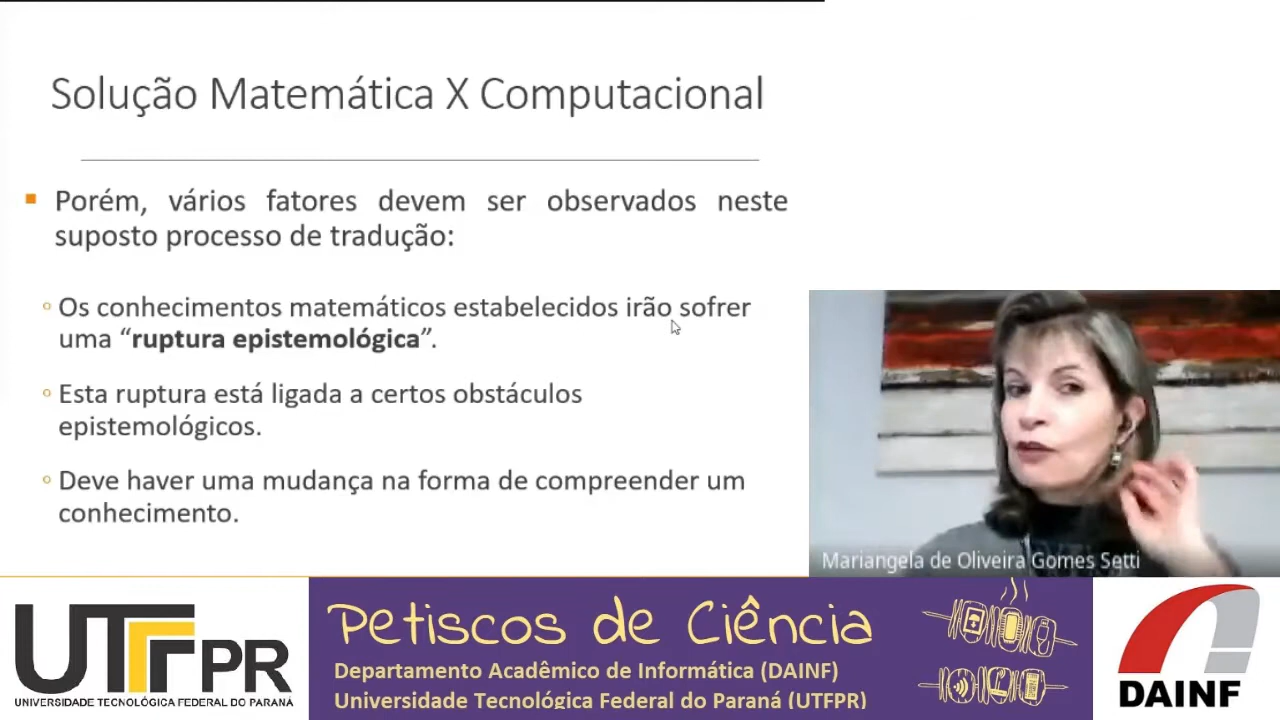 Solução Matemática X Computacional
Porém, vários fatores devem ser observados neste
suposto processo de tradução:
Os conhecimentos matemáticos estabelecidos irão sofrer
uma “ruptura epistemológica”.
Esta ruptura está ligada a certos obstáculos
epistemológicos.
Deve haver uma mudança na forma de compreender um
conhecimento.
Mariangela de Oliveira Gomes Setti
UTFPR
UNIVERSIDADE TECNOLÓGICA FEDERAL DO PARANÁ
Petiscos de Ciência
Departamento Acadêmico de Informática (DAINF)
Universidade Tecnológica Federal do Paraná (UTFPR)
DAINF